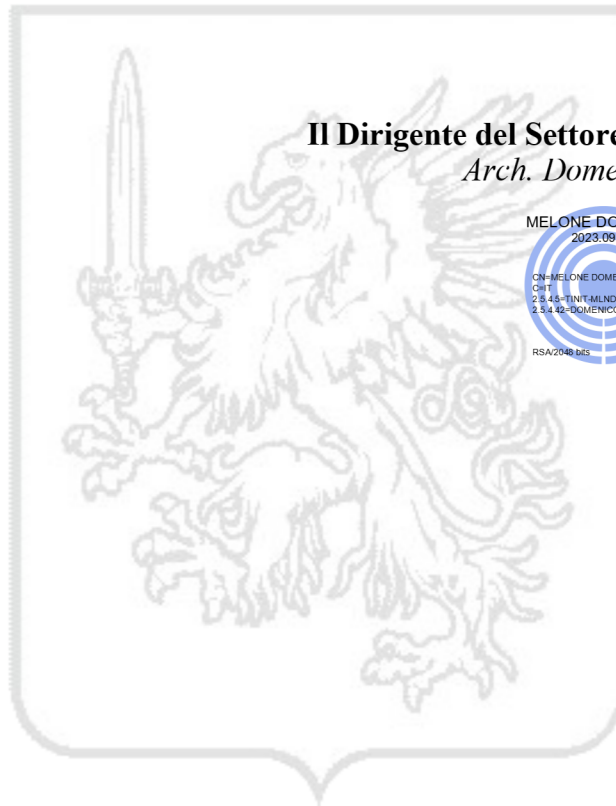 Il Dirigente del Settore
Arch. Dome
MELONE DO
2023.09
CN=MELONE DOME
C=IT
2.5.4.5=TINIT-MLND
2.5.4.42=DOMENICO
RSA/2048 bits